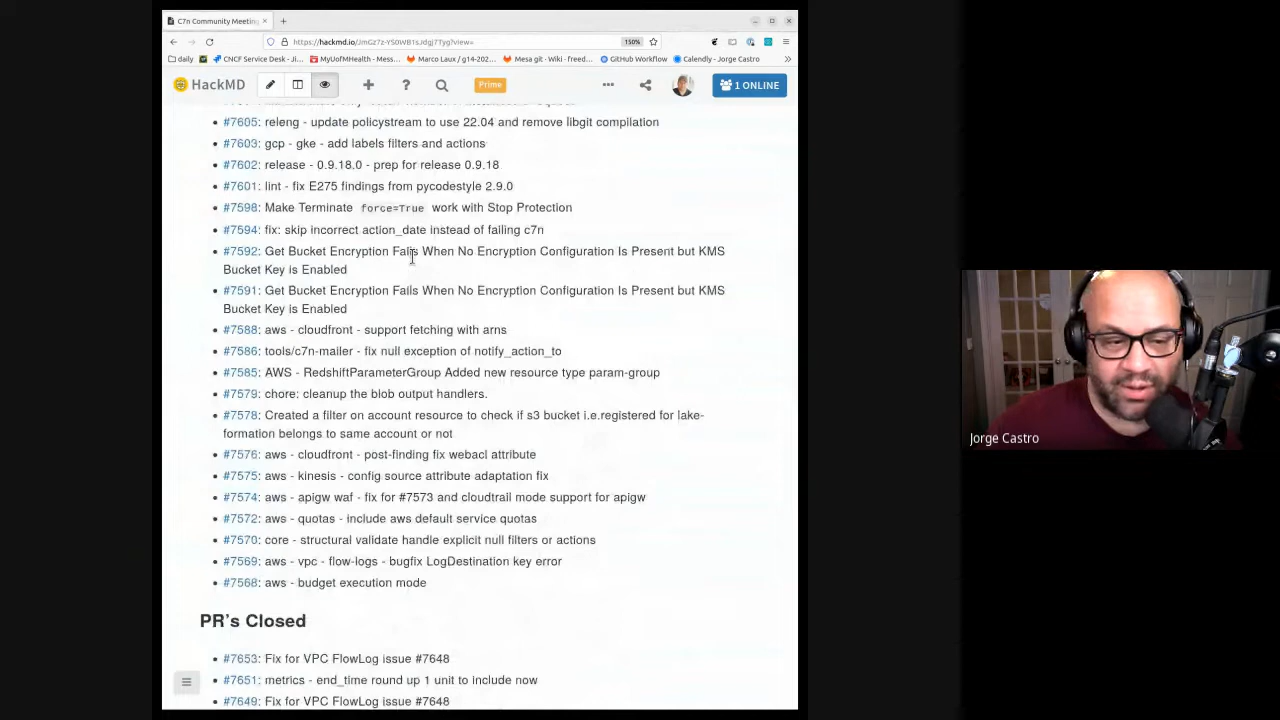 C7n Community Meeting
https://hackmd.io/
150%
daily
CNCF Service Desk - Ji...
MyUofMHealth - Mess...
Marco Laux / g14-202...
Mesa git · Wiki · freed...
GitHub Workflow
Calendly - Jorge Castro
HackMD
Prime
1 ONLINE
#7605: releng - update policystream to use 22.04 and remove libgit compilation
#7603: gcp - gke - add labels filters and actions
#7602: release - 0.9.18.0 - prep for release 0.9.18
#7601: lint - fix E275 findings from pycodestyle 2.9.0
#7598: Make Terminate force=True work with Stop Protection
#7594: fix: skip incorrect action_date instead of failing c7n
#7592: Get Bucket Encryption Fails When No Encryption Configuration Is Present but KMS
Bucket Key is Enabled
#7591: Get Bucket Encryption Fails When No Encryption Configuration Is Present but KMS
Bucket Key is Enabled
#7588: aws - cloudfront - support fetching with arns
#7586: tools/c7n-mailer - fix null exception of notify_action_to
#7585: AWS - RedshiftParameterGroup Added new resource type param-group
#7579: chore: cleanup the blob output handlers.
#7578: Created a filter on account resource to check if s3 bucket i.e.registered for lake-
formation belongs to same account or not
#7576: aws - cloudfront - post-finding fix webacl attribute
#7575: aws - kinesis - config source attribute adaptation fix
#7574: aws - apigw waf - fix for #7573 and cloudtrail mode support for apigw
#7572: aws - quotas - include aws default service quotas
#7570: core - structural validate handle explicit null filters or actions
#7569: aws - vpc - flow-logs - bugfix LogDestination key error
#7568: aws - budget execution mode
PR's Closed
#7653: Fix for VPC FlowLog issue #7648
#7651: metrics - end_time round up 1 unit to include now
#7649: Fix for VPC FlowLog issue #7648
Jorge Castro